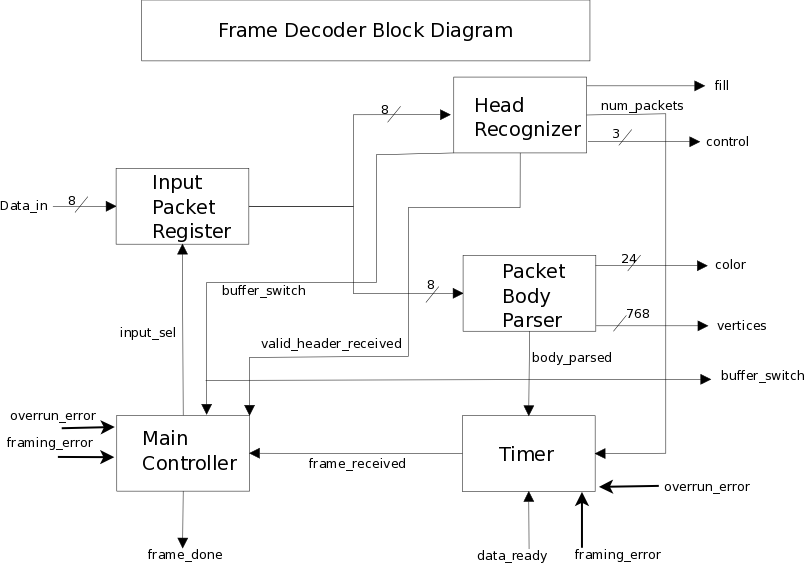 Frame Decoder Block Diagram
fill
Head
Recognizer
num_packets
8
3
control
Input
Packet
Register
Data_in
8
Packet
Body
Parser
24
color
8
buffer_switch
768
vertices
input_sel
valid_header_received
body_parsed
buffer_switch
overrun_error
framing_error
Main
Controller
frame_received
Timer
overrun_error
frame_done
data_ready
framing_error